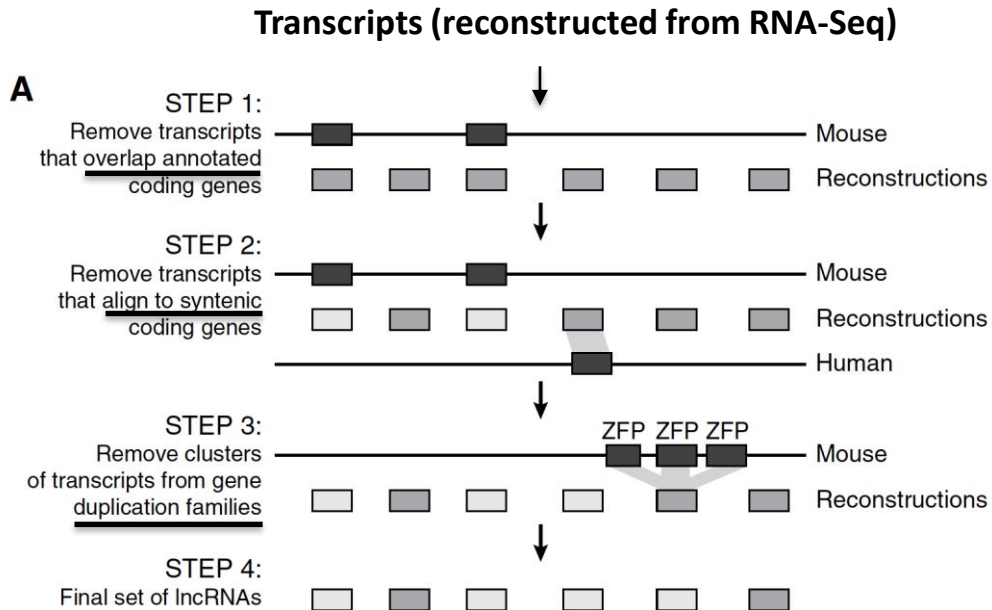 Transcripts (reconstructed from RNA-Seq)
A
STEP 1:
Remove transcripts
that overlap annotated
coding genes
Mouse
Reconstructions
STEP 2:
Remove transcripts
that align to syntenic
coding genes
Mouse
Reconstructions
Human
STEP 3:
Remove clusters
of transcripts from gene
duplication families
ZFP ZFP ZFP
Mouse
Reconstructions
STEP 4:
Final set of lncRNAs